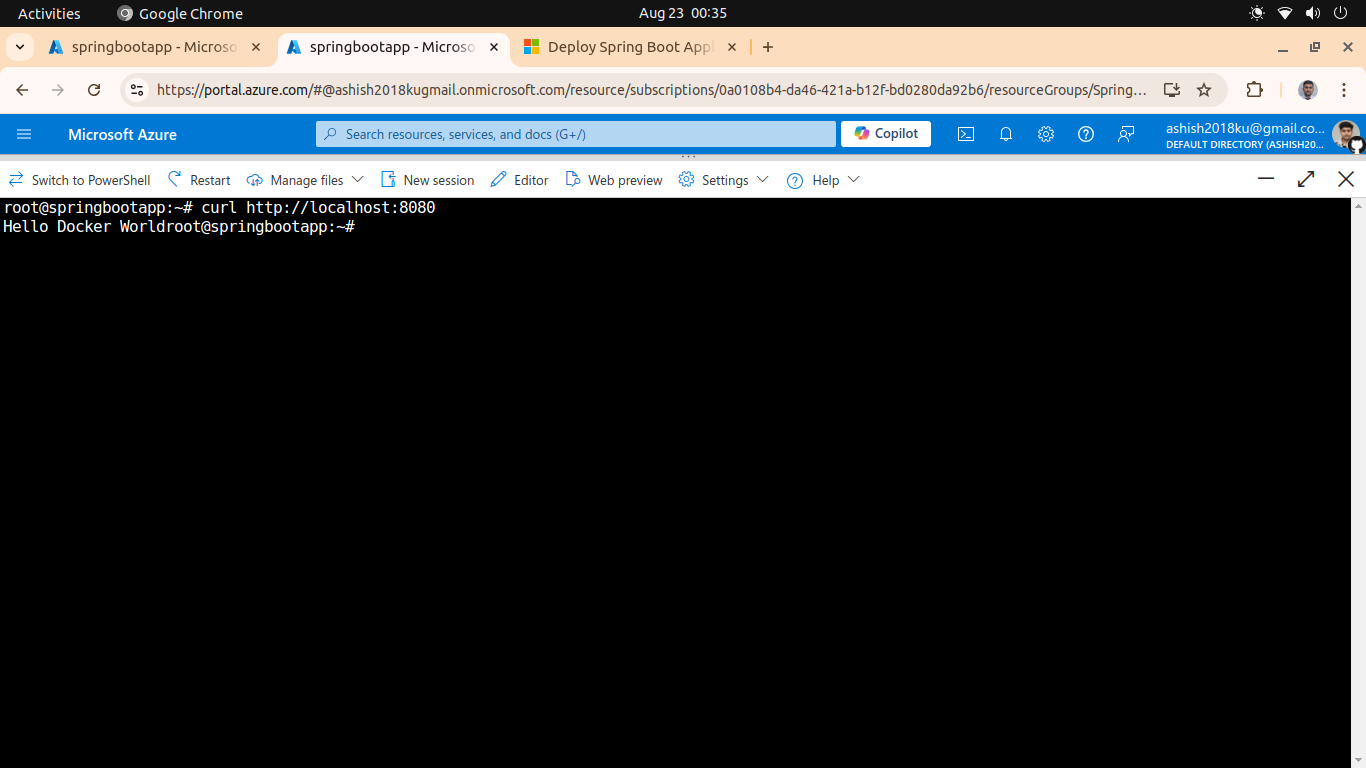 Activities Google Chrome Aug 23 00:35
springbootapp - Microso springbootapp - Microso Deploy Spring Boot Appl
https://portal.azure.com/#@ashish2018kugmail.onmicrosoft.com/resource/subscriptions/0a0108b4-da46-421a-b12f-bd0280da92b6/resourceGroups/Spring...
Microsoft Azure Search resources, services, and docs (G+/) Copilot ashish2018ku@gmail.co...
DEFAULT DIRECTORY (ASHISH20...
Switch to PowerShell Restart Manage files New session Editor Web preview Settings Help
root@springbootapp:~# curl http://localhost:8080
Hello Docker Worldroot@springbootapp:~#